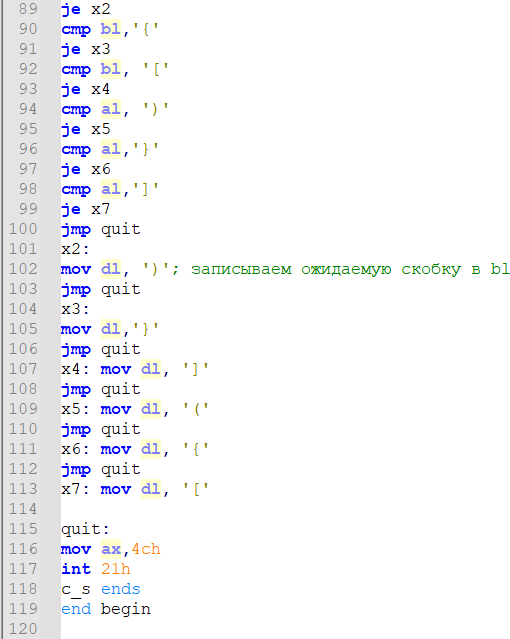 89 je x2
90 cmp bl,'{'
91 je x3
92 cmp bl, '['
93 je x4
94 cmp al, ')'
95 je x5
96 cmp al,'}'
97 je x6
98 cmp al,']'
99 je x7
100 jmp quit
101 x2:
102 mov dl, ')'; записываем ожидаемую скобку в bl
103 jmp quit
104 x3:
105 mov dl,'}'
106 jmp quit
107 x4: mov dl, ']'
108 jmp quit
109 x5: mov dl, '('
110 jmp quit
111 x6: mov dl, '{'
112 jmp quit
113 x7: mov dl, '['
114
115 quit:
116 mov ax,4ch
117 int 21h
118 c_s ends
119 end begin
120